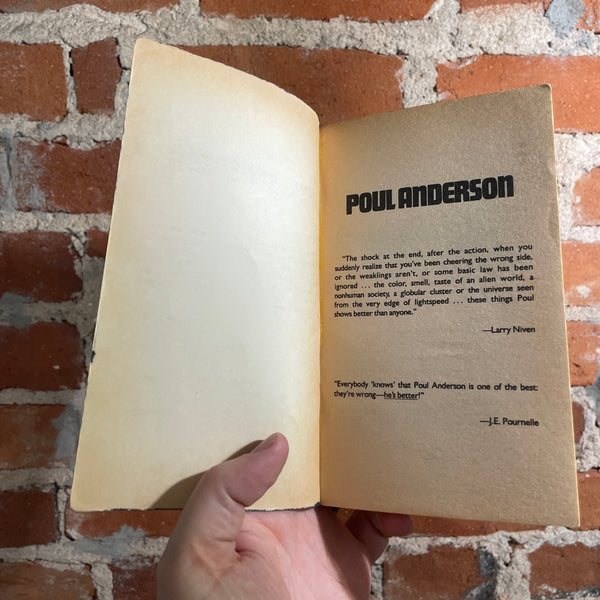 POUL ANDERSON
"The shock at the end, after the action, when you
suddenly realize that you've been cheering the wrong side,
or the weaklings aren't, or some basic law has been
ignored ... the color, smell, taste of an alien world, a
nonhuman society, a globular cluster or the universe seen
from the very edge of lightspeed ... these things Poul
shows better than anyone."
—Larry Niven
"Everybody 'knows' that Poul Anderson is one of the best:
they're wrong—he's better!"
—J.E. Pournelle